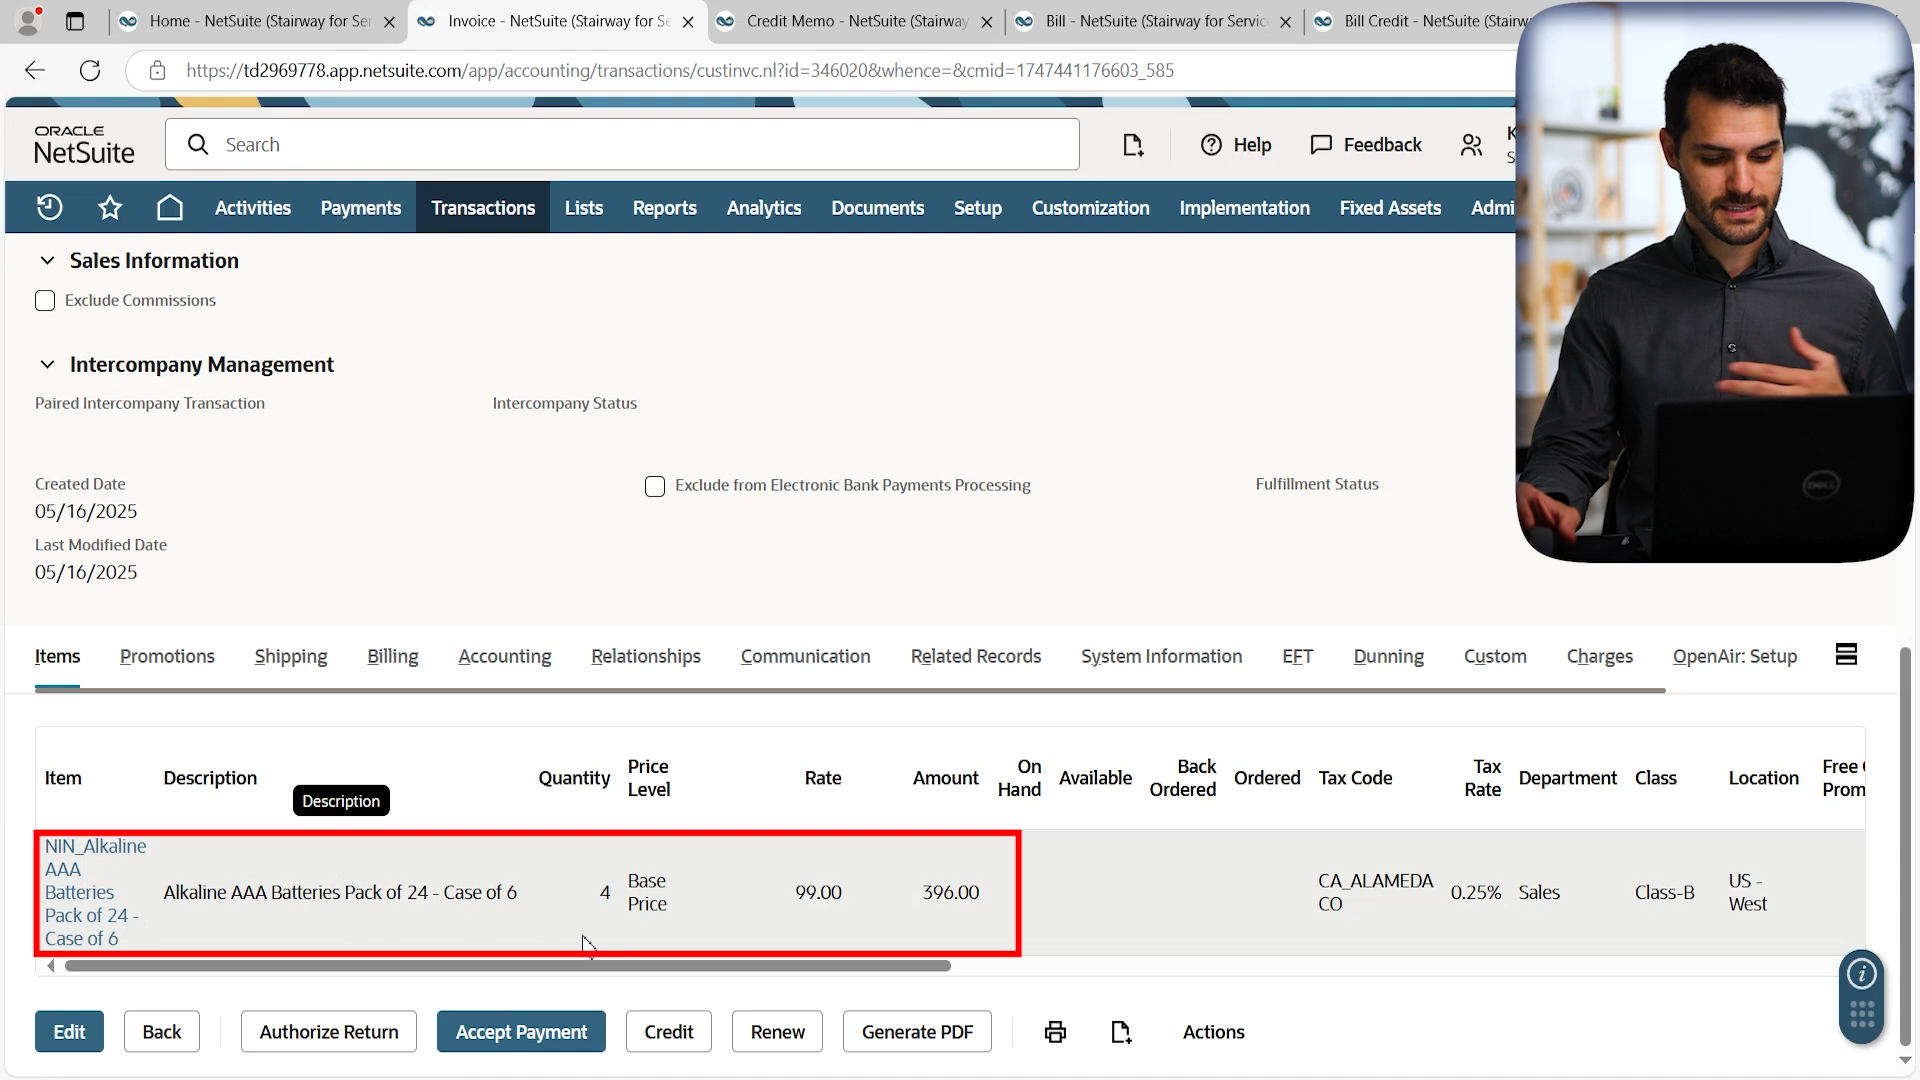 Home - NetSuite (Stairway for Ser
Invoice - NetSuite (Stairway for Se
Credit Memo - NetSuite (Stairway
Bill - NetSuite (Stairway for Servic
Bill Credit - NetSuite (Stairw
https://td2969778.app.netsuite.com/app/accounting/transactions/custinvc.nl?id=346020&whence=&cmid=1747441176603_585
ORACLE
NetSuite
Search
Help
Feedback
Activities
Payments
Transactions
Lists
Reports
Analytics
Documents
Setup
Customization
Implementation
Fixed Assets
Admi
Sales Information
Exclude Commissions
Intercompany Management
Paired Intercompany Transaction
Intercompany Status
Created Date
05/16/2025
Exclude from Electronic Bank Payments Processing
Fulfillment Status
Last Modified Date
05/16/2025
Items
Promotions
Shipping
Billing
Accounting
Relationships
Communication
Related Records
System Information
EFT
Dunning
Custom
Charges
OpenAir: Setup
Item
Description
Quantity
Price
Level
Rate
Amount
On
Hand
Available
Back
Ordered
Ordered
Tax Code
Tax
Rate
Department
Class
Location
Free
Prom
Description
NIN_Alkaline
AAA
Batteries
Pack of 24 -
Case of 6
Alkaline AAA Batteries Pack of 24 - Case of 6
4
Base
Price
99.00
396.00
CA_ALAMEDA
CO
0.25%
Sales
Class-B
US -
West
Edit
Back
Authorize Return
Accept Payment
Credit
Renew
Generate PDF
Actions
DELL